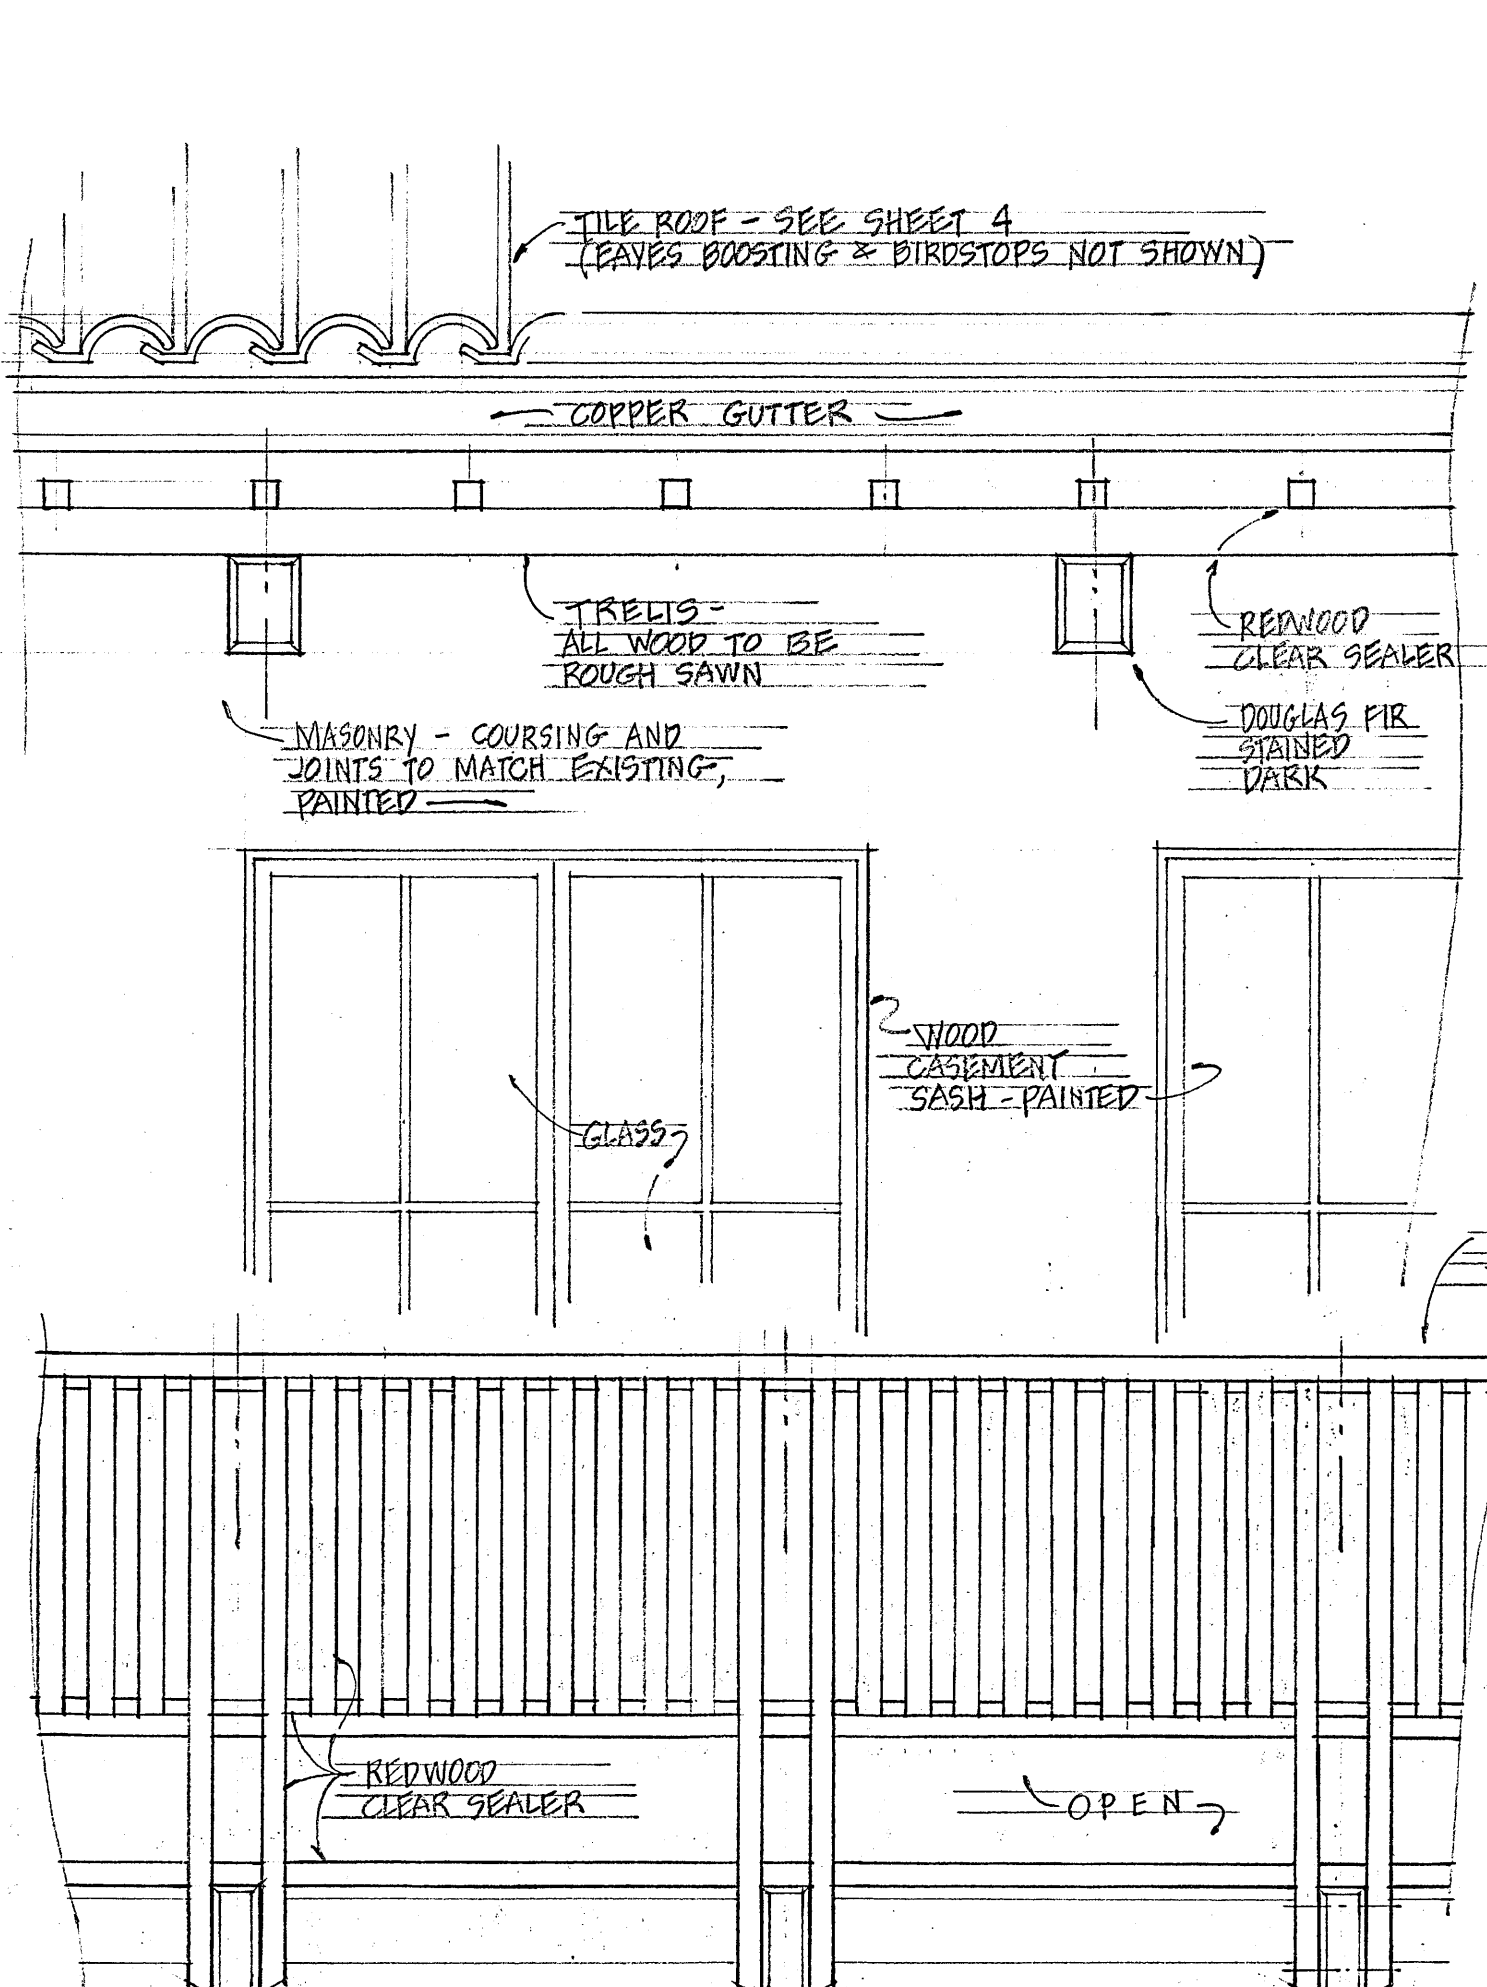 TILE ROOF - SEE SHEET 4
(EAVES BOOSTING & BIRDSTOPS NOT SHOWN)
COPPER GUTTER
TRELIS-
ALL WOOD TO BE
ROUGH SAWN
REDWOOD
CLEAR SEALER
DOUGLAS FIR
STAINED
DARK
MASONRY - COURSING AND
JOINTS TO MATCH EXISTING,
PAINTED
WOOD
CASEMENT
SASH - PAINTED
GLASS
REDWOOD
CLEAR SEALER
OPEN